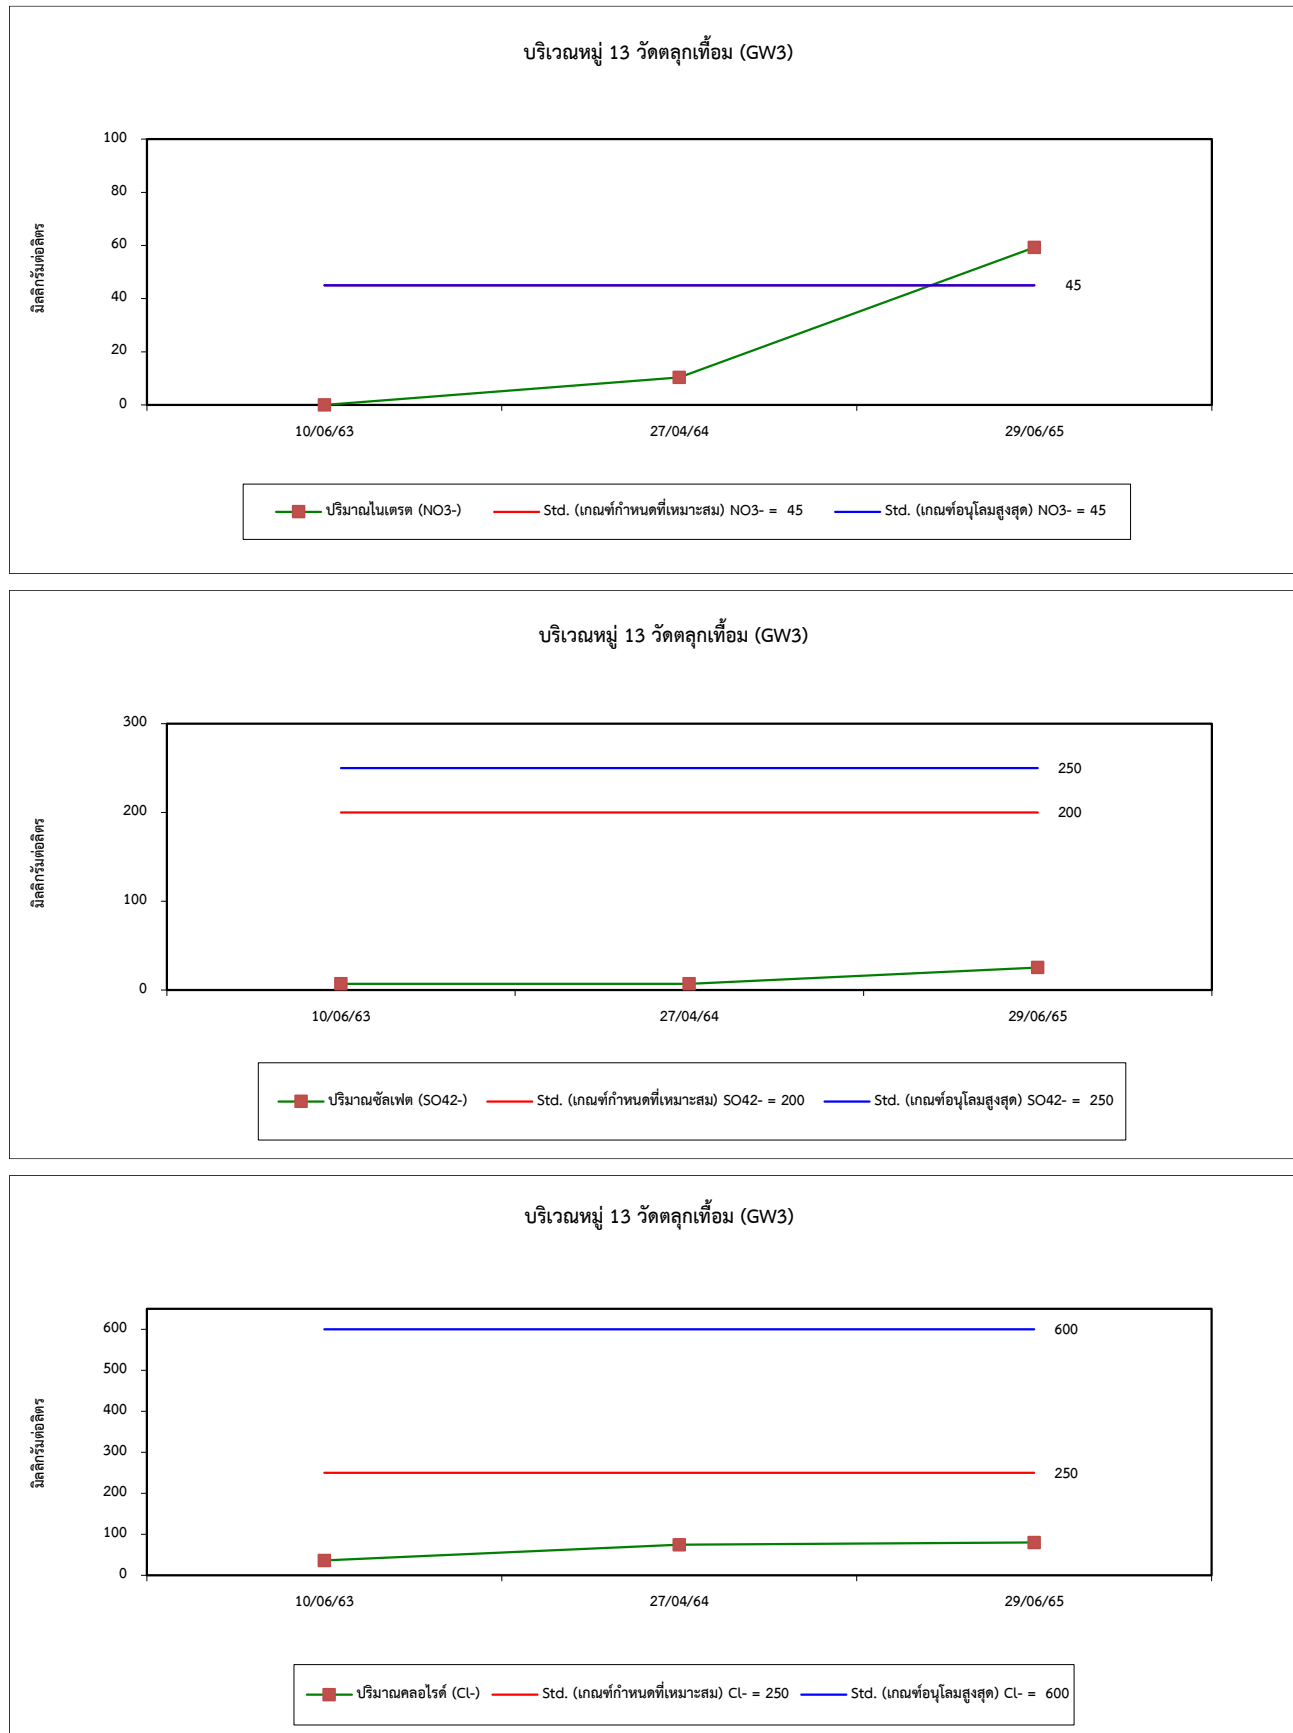 บริเวณหมู่ 13 วัดตลุกเทื้อม (GW3)
มิลลิกรัมต่อลิตร
100
80
60
40
20
0
45
10/06/63 27/04/64 29/06/65
ปริมาณไนเตรต (NO3-) Std. (เกณฑ์กำหนดที่เหมาะสม) NO3- = 45 Std. (เกณฑ์อนุโลมสูงสุด) NO3- = 45
บริเวณหมู่ 13 วัดตลุกเทื้อม (GW3)
มิลลิกรัมต่อลิตร
300
200
100
0
250
200
10/06/63 27/04/64 29/06/65
ปริมาณซัลเฟต (SO42-) Std. (เกณฑ์กำหนดที่เหมาะสม) SO42- = 200 Std. (เกณฑ์อนุโลมสูงสุด) SO42- = 250
บริเวณหมู่ 13 วัดตลุกเทื้อม (GW3)
มิลลิกรัมต่อลิตร
600
500
400
300
200
100
0
600
250
10/06/63 27/04/64 29/06/65
ปริมาณคลอไรด์ (Cl-) Std. (เกณฑ์กำหนดที่เหมาะสม) Cl- = 250 Std. (เกณฑ์อนุโลมสูงสุด) Cl- = 600